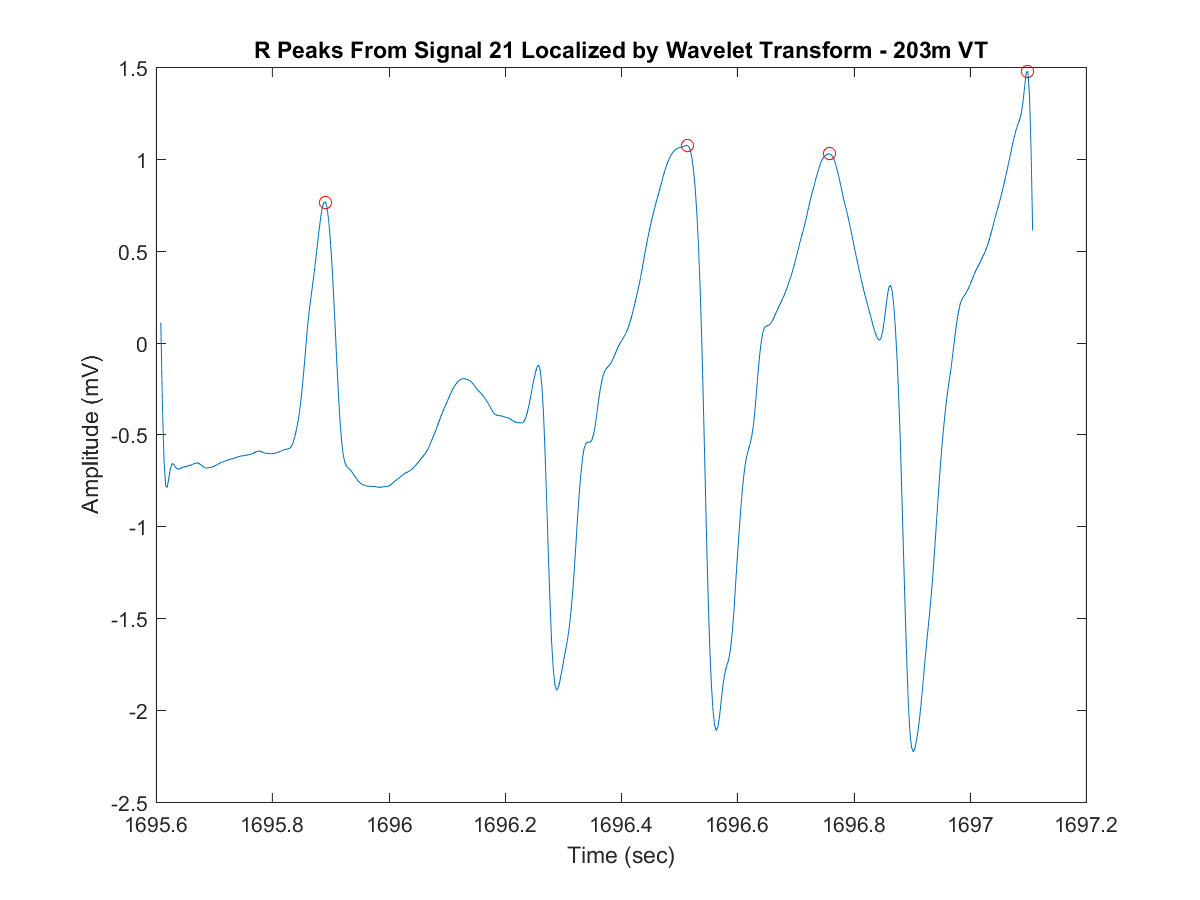 R Peaks From Signal 21 Localized by Wavelet Transform - 203m VT
1.5
1
0.5
0
-0.5
-1
-1.5
-2
-2.5
Amplitude (mV)
1695.6 1695.8 1696 1696.2 1696.4 1696.6 1696.8 1697 1697.2
Time (sec)